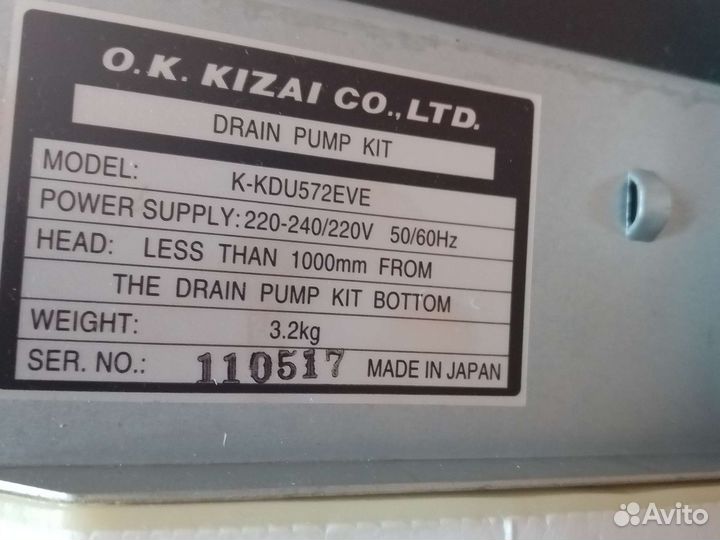 O.K. KIZAI CO.,LTD.
DRAIN PUMP KIT
MODEL: K-KDU572EVE
POWER SUPPLY: 220-240/220V 50/60Hz
HEAD: LESS THAN 1000mm FROM
THE DRAIN PUMP KIT BOTTOM
WEIGHT: 3.2kg
SER. NO.: 110517 MADE IN JAPAN
Avito